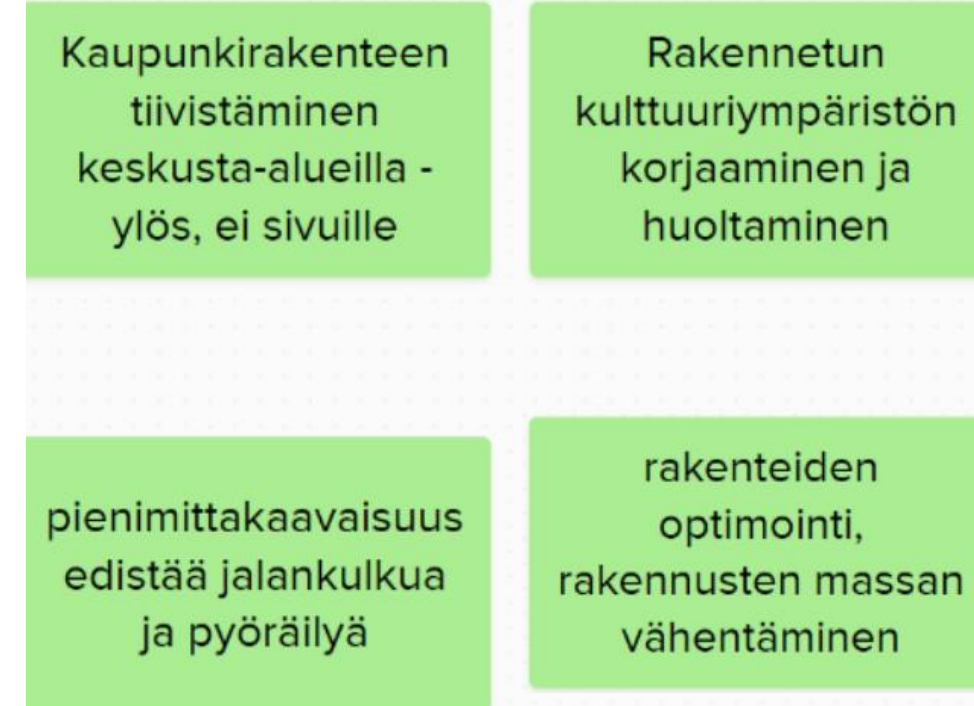 Kaupunkirakenteen
tiivistäminen
keskusta-alueilla -
ylös, ei sivuille
Rakennetun
kulttuuriympäristön
korjaaminen ja
huoltaminen
pienimittakaavaisuus
edistää jalankulkua
ja pyöräilyä
rakenteiden
optimointi,
rakennusten massan
vähentäminen